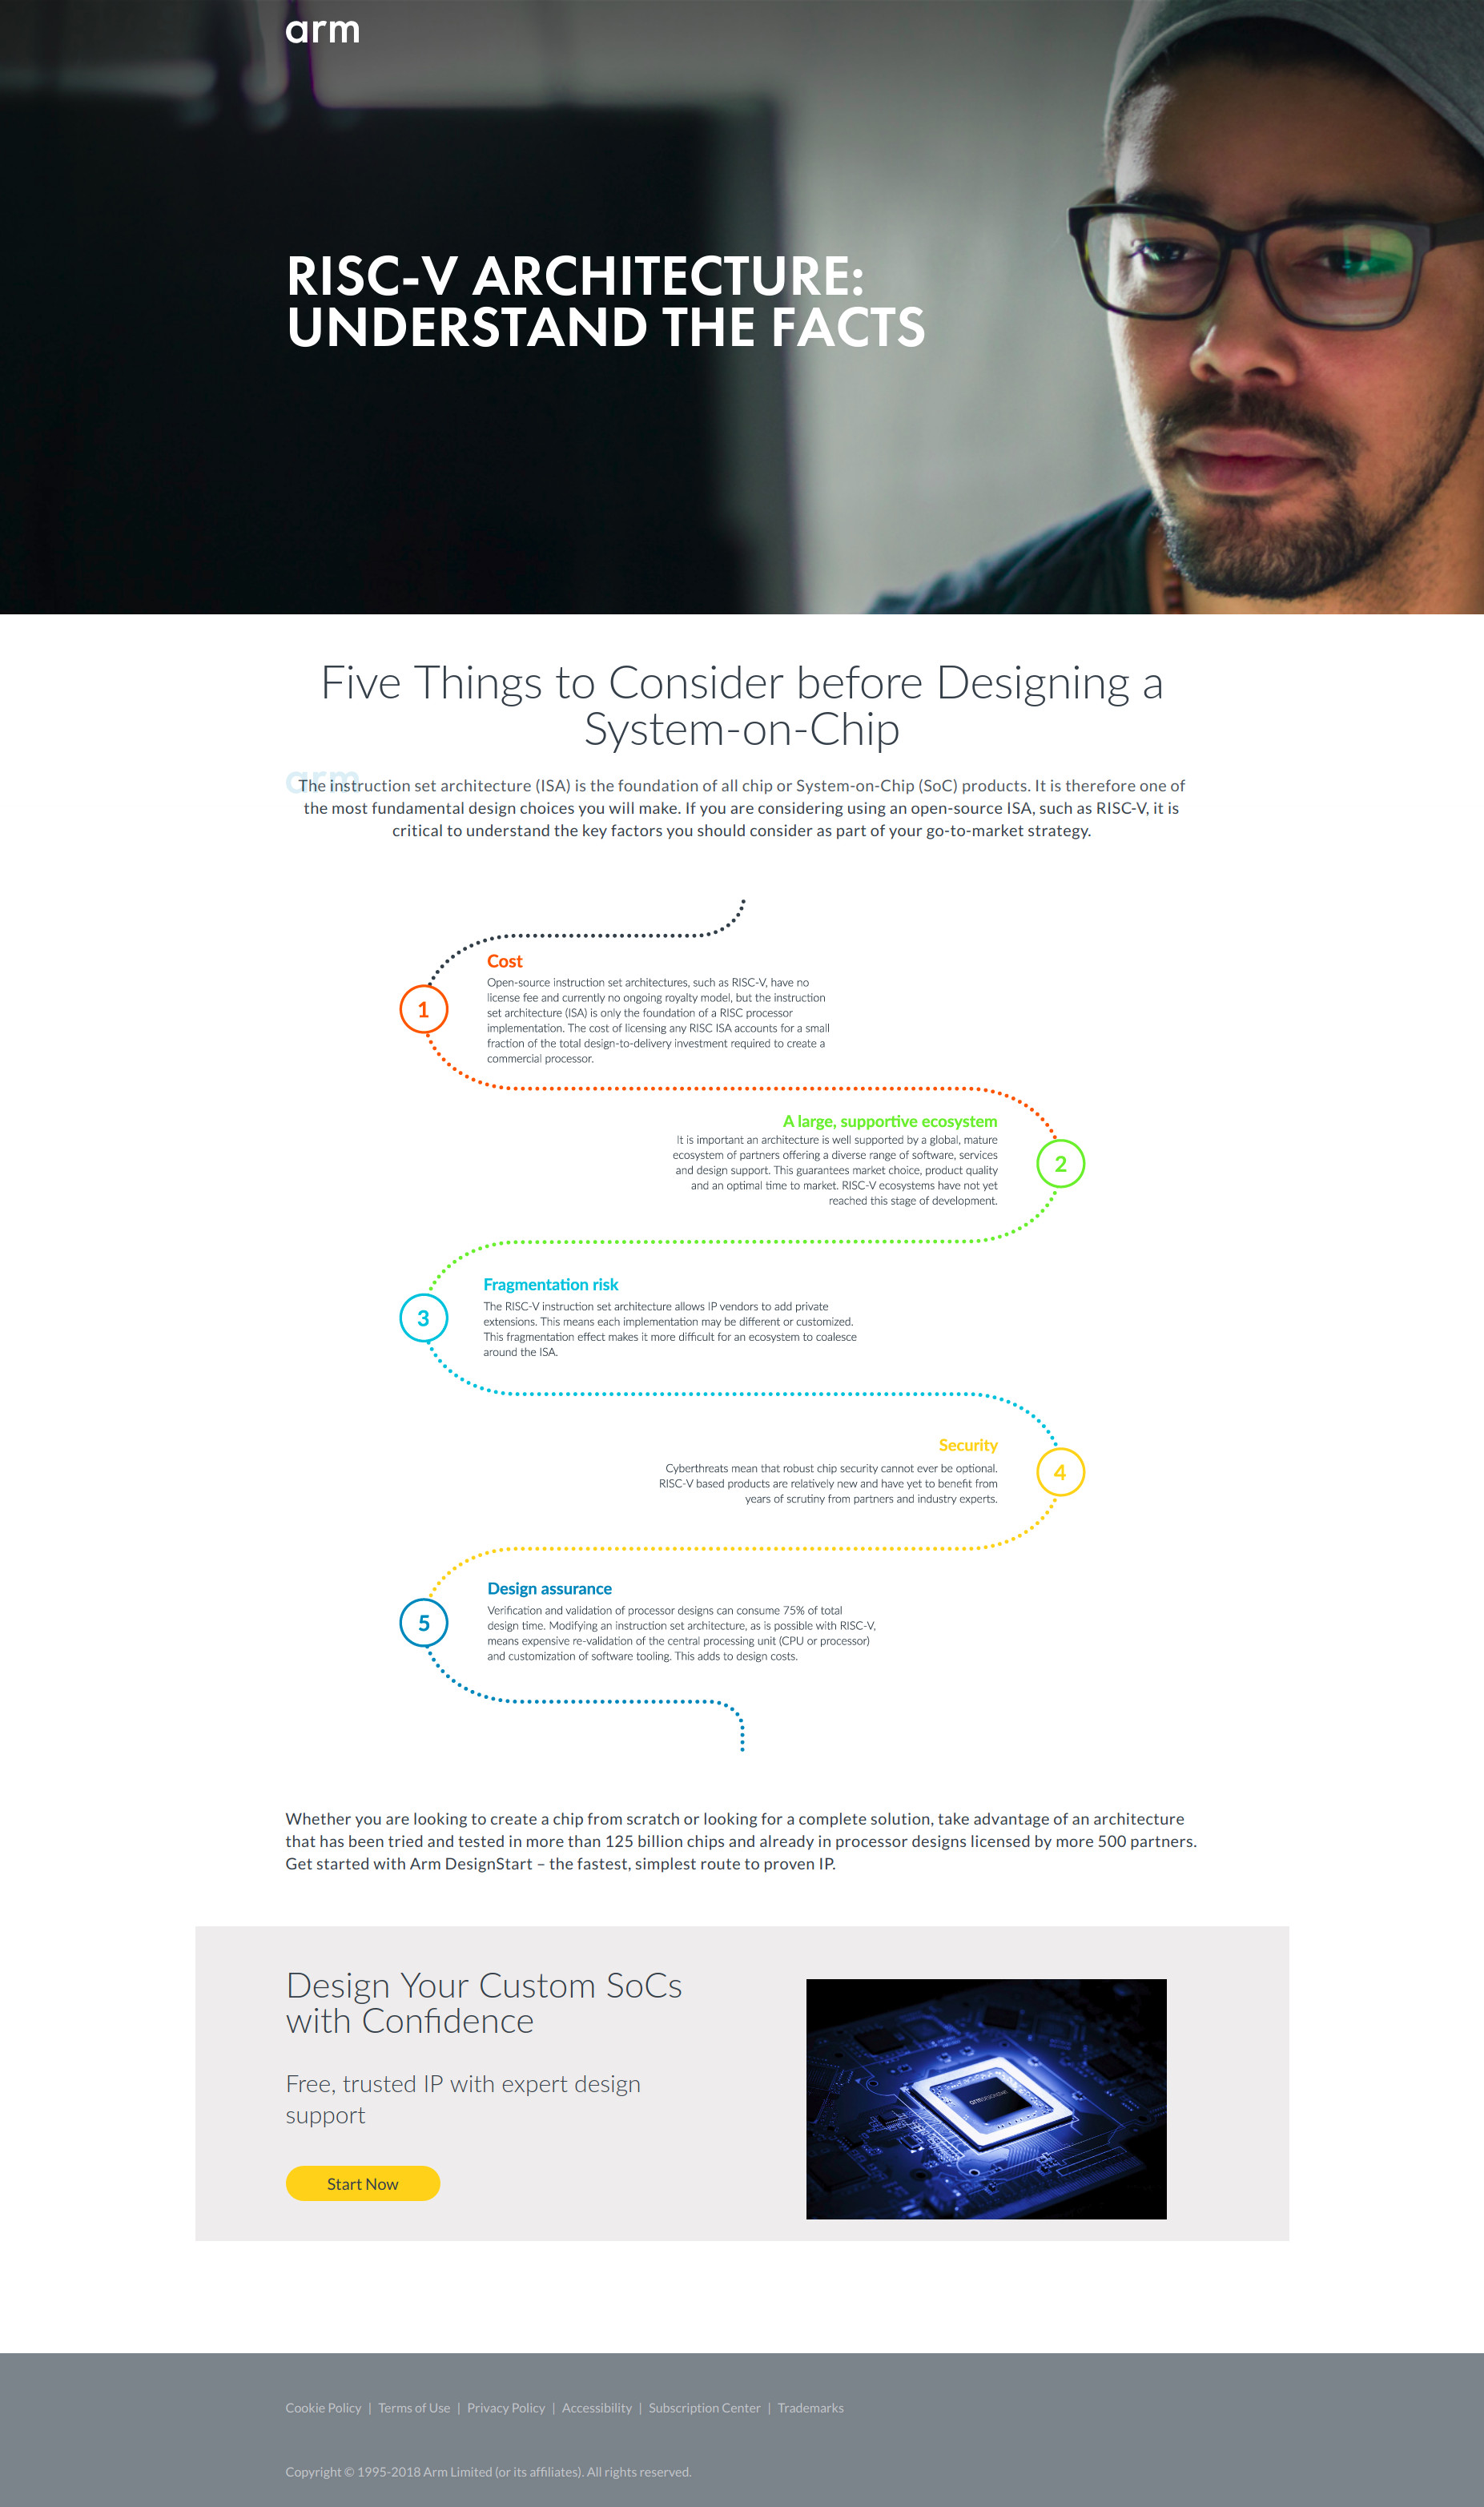 arm
RISC-V ARCHITECTURE:
UNDERSTAND THE FACTS
Five Things to Consider before Designing a
System-on-Chip
arm
The instruction set architecture (ISA) is the foundation of all chip or System-on-Chip (SoC) products. It is therefore one of
the most fundamental design choices you will make. If you are considering using an open-source ISA, such as RISC-V, it is
critical to understand the key factors you should consider as part of your go-to-market strategy.
Cost
1
Open-source instruction set architectures, such as RISC-V, have no
license fee and currently no ongoing royalty model, but the instruction
set architecture (ISA) is only the foundation of a RISC processor
implementation. The cost of licensing any RISC ISA accounts for a small
fraction of the total design-to-delivery investment required to create a
commercial processor.
A large, supportive ecosystem
2
It is important an architecture is well supported by a global, mature
ecosystem of partners offering a diverse range of software, services
and design support. This guarantees market choice, product quality
and an optimal time to market. RISC-V ecosystems have not yet
reached this stage of development.
Fragmentation risk
3
The RISC-V instruction set architecture allows IP vendors to add private
extensions. This means each implementation may be different or customized.
This fragmentation effect makes it more difficult for an ecosystem to coalesce
around the ISA.
Security
4
Cyberthreats mean that robust chip security cannot ever be optional.
RISC-V based products are relatively new and have yet to benefit from
years of scrutiny from partners and industry experts.
Design assurance
5
Verification and validation of processor designs can consume 75% of total
design time. Modifying an instruction set architecture, as is possible with RISC-V,
means expensive re-validation of the central processing unit (CPU or processor)
and customization of software tooling. This adds to design costs.
Whether you are looking to create a chip from scratch or looking for a complete solution, take advantage of an architecture
that has been tried and tested in more than 125 billion chips and already in processor designs licensed by more 500 partners.
Get started with Arm DesignStart – the fastest, simplest route to proven IP.
Design Your Custom SoCs
with Confidence
Free, trusted IP with expert design
support
Start Now
Cookie Policy | Terms of Use | Privacy Policy | Accessibility | Subscription Center | Trademarks
Copyright © 1995-2018 Arm Limited (or its affiliates). All rights reserved.